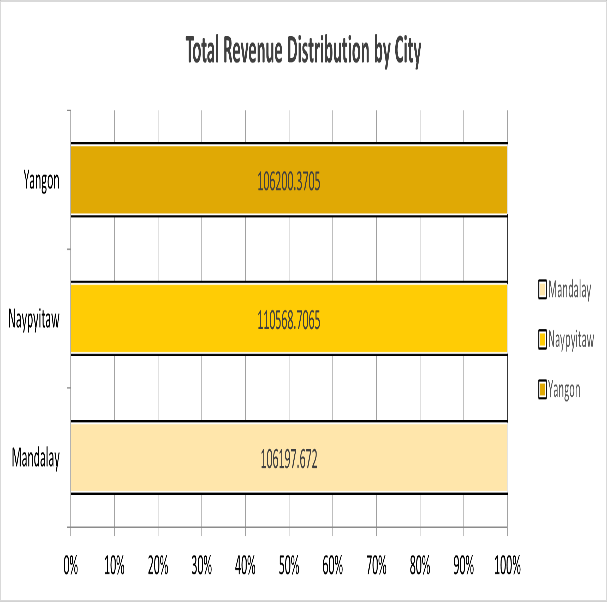 Total Revenue Distribution by City
Yangon
106200.3705
Naypyitaw
110568.7065
Mandalay
106197.672
0% 10% 20% 30% 40% 50% 60% 70% 80% 90% 100%
Mandalay
Naypyitaw
Yangon